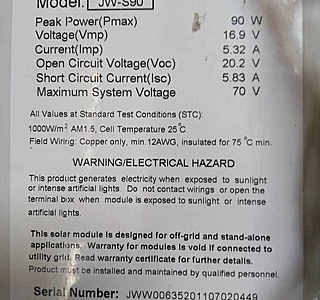 Model: JW-S90
Peak Power(Pmax) 90 W
Voltage(Vmp) 16.9 V
Current(Imp) 5.32 A
Open Circuit Voltage(Voc) 20.2 V
Short Circuit Current(Isc) 5.83 A
Maximum System Voltage 70 V
All Values at Standard Test Conditions (STC):
1000W/m² AM1.5, Cell Temperature 25°C
Field Wiring: Copper only, min.12AWG, insulated for 75 °C min.
WARNING/ELECTRICAL HAZARD
This product generates electricity when exposed to sunlight
or intense artificial lights. Do not contact wirings or open the
terminal box when module is exposed to sunlight or intense
artificial lights.
This solar module is designed for off-grid and stand-alone
applications. Warranty for modules is void if connected to
utility grid. Read warranty certificate for further details.
Product must be installed and maintained by qualified personnel.
Serial Number: JWW00635201107020449